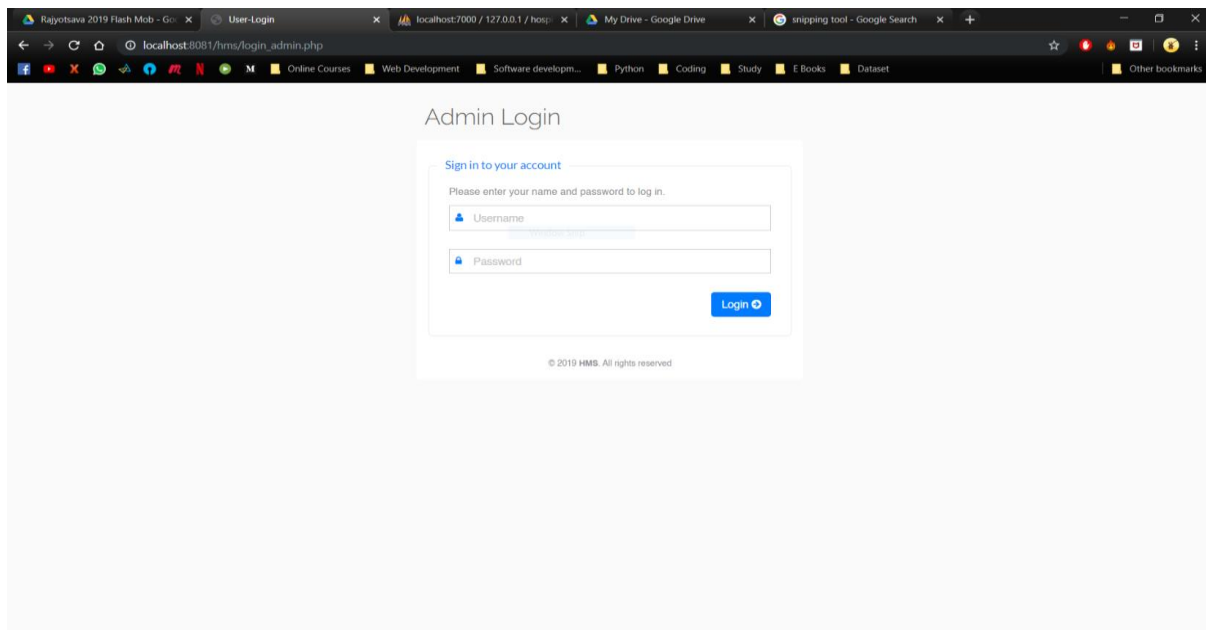 Rajyotsava 2019 Flash Mob - Goo
User-Login
localhost:7000 / 127.0.0.1 / hospi
My Drive - Google Drive
snipping tool - Google Search
localhost:8081/hms/login_admin.php
Online Courses
Web Development
Software developm...
Python
Coding
Study
E Books
Dataset
Other bookmarks
Admin Login
Sign in to your account
Please enter your name and password to log in.
Username
Password
Login
© 2019 HMS. All rights reserved